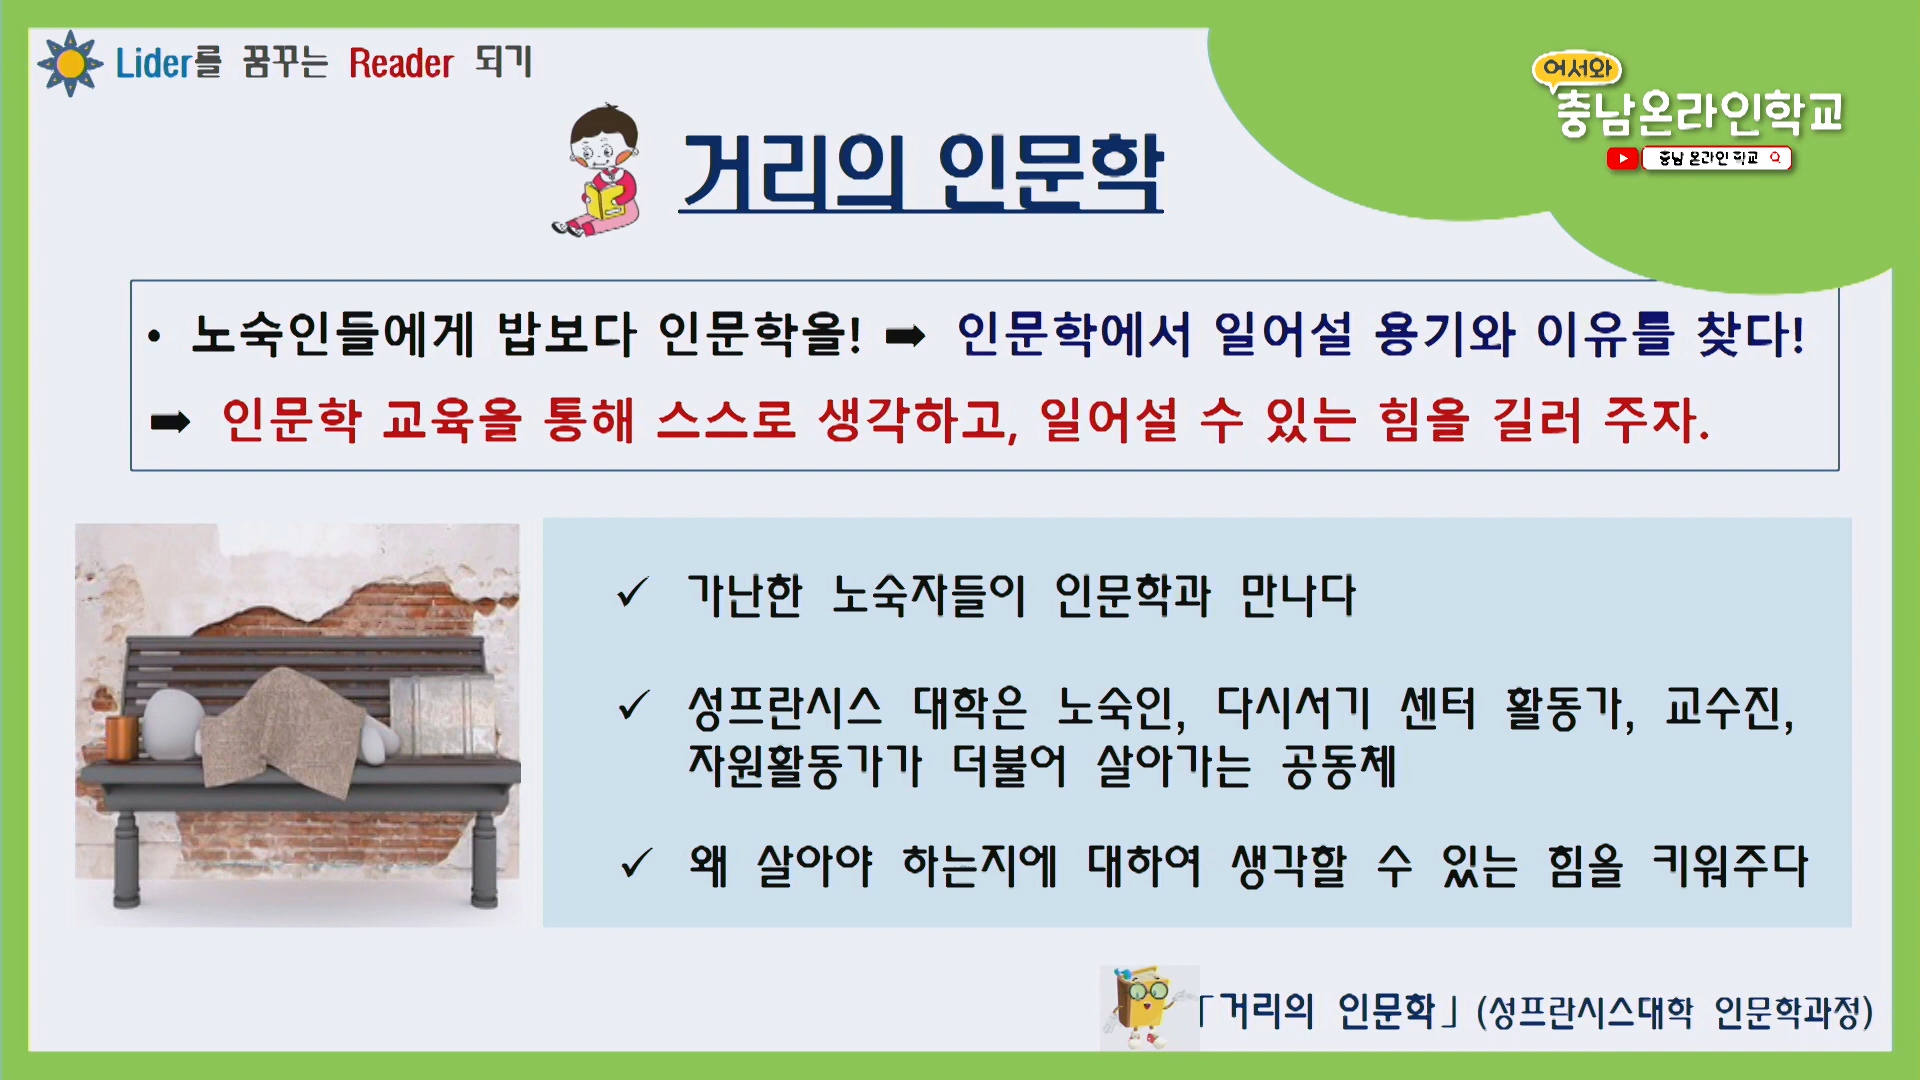 Lider를 꿈꾸는 Reader 되기
어서와
충남온라인학교
충남 온라인 학교
거리의 인문학
• 노숙인들에게 밥보다 인문학을! ➡ 인문학에서 일어설 용기와 이유를 찾다!
➡ 인문학 교육을 통해 스스로 생각하고, 일어설 수 있는 힘을 길러 주자.
✓ 가난한 노숙자들이 인문학과 만나다
✓ 성프란시스 대학은 노숙인, 다시서기 센터 활동가, 교수진,
자원활동가가 더불어 살아가는 공동체
✓ 왜 살아야 하는지에 대하여 생각할 수 있는 힘을 키워주다
「거리의 인문화」(성프란시스대학 인문학과정)